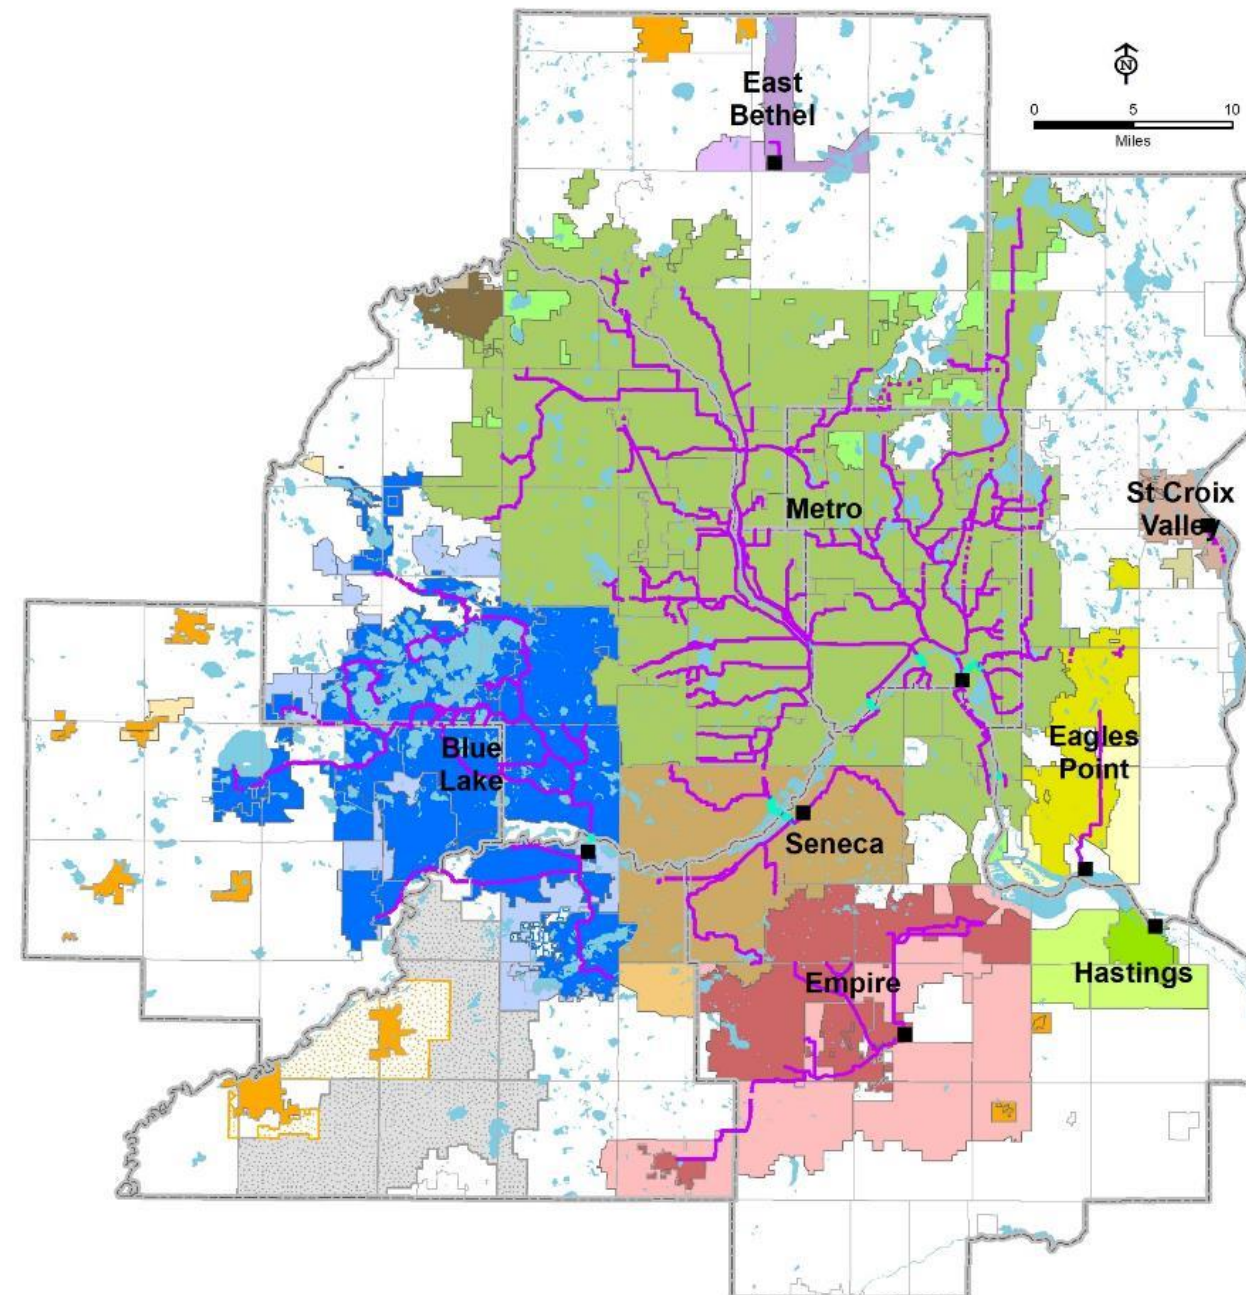 East
Bethel
N
0 5 10
Miles
Metro
St Croix
Valley
Blue
Lake
Eagles
Point
Seneca
Empire
Hastings